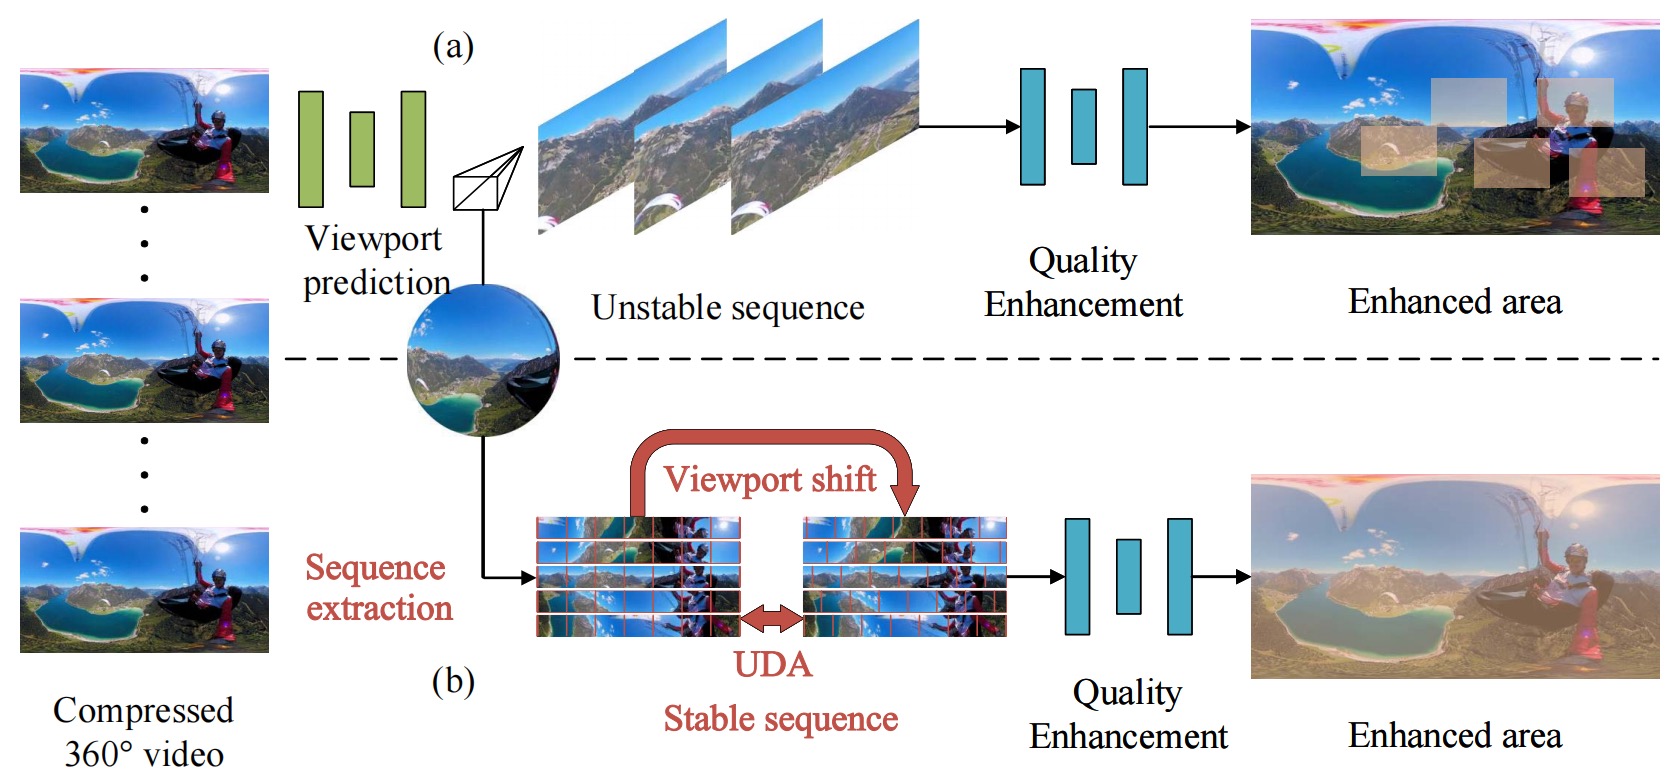 (a)
Viewport
prediction
Unstable sequence
Quality
Enhancement
Enhanced area
Viewport shift
Sequence
extraction
UDA
Stable sequence
(b)
Quality
Enhancement
Enhanced area
Compressed
360° video